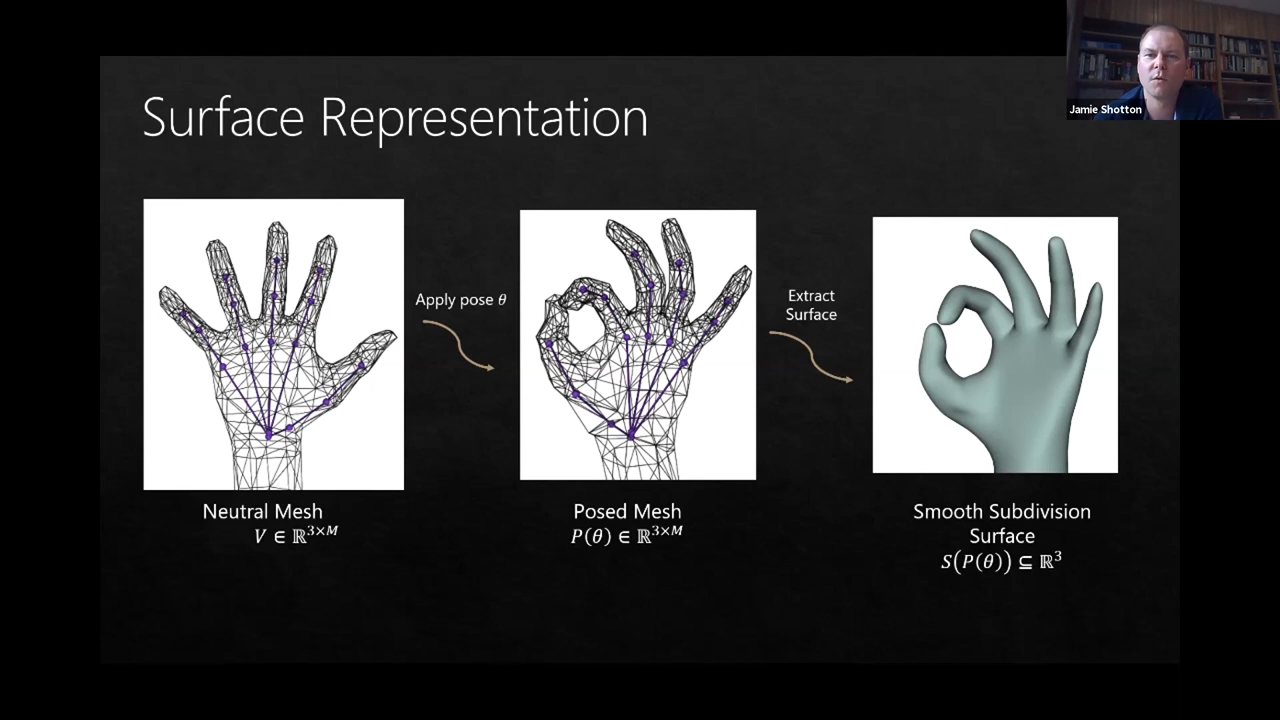 Jamie Shotton
Surface Representation
Apply pose θ
Extract
Surface
Neutral Mesh
V ∈ ℝ^{3×M}
Posed Mesh
P(θ) ∈ ℝ^{3×M}
Smooth Subdivision
Surface
S(P(θ)) ⊆ ℝ^3